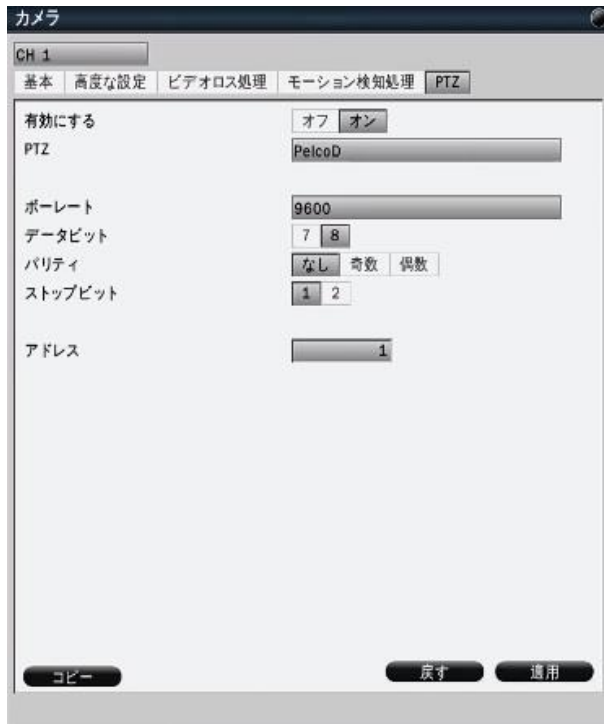 カメラ
CH 1
基本 高度な設定 ビデオロス処理 モーション検知処理 PTZ
有効にする オフ オン
PTZ PelcoD
ボーレート 9600
データビット 7 8
パリティ なし 奇数 偶数
ストップビット 1 2
アドレス 1
コピー 戻す 適用